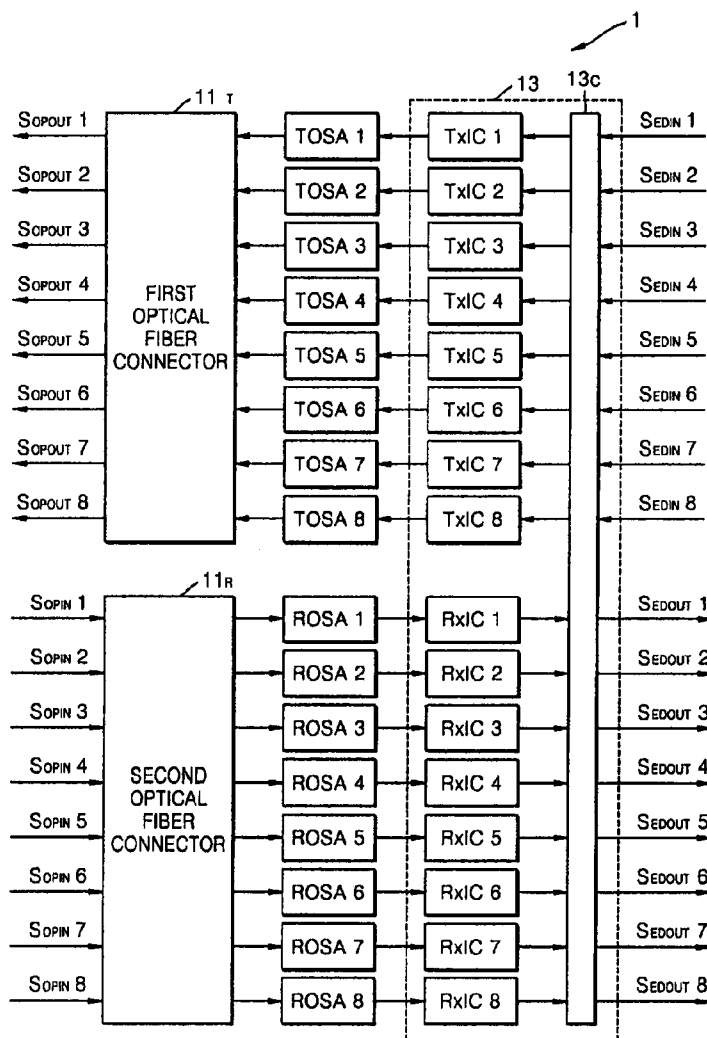 1
11T
13
13C
SOPOUT 1
TOSA 1
TxIC 1
SEDIN 1
SOPOUT 2
TOSA 2
TxIC 2
SEDIN 2
SOPOUT 3
TOSA 3
TxIC 3
SEDIN 3
SOPOUT 4
TOSA 4
TxIC 4
SEDIN 4
FIRST
OPTICAL
FIBER
CONNECTOR
SOPOUT 5
TOSA 5
TxIC 5
SEDIN 5
SOPOUT 6
TOSA 6
TxIC 6
SEDIN 6
SOPOUT 7
TOSA 7
TxIC 7
SEDIN 7
SOPOUT 8
TOSA 8
TxIC 8
SEDIN 8
11R
SOPIN 1
ROSA 1
RxIC 1
SEDOUT 1
SOPIN 2
ROSA 2
RxIC 2
SEDOUT 2
SOPIN 3
ROSA 3
RxIC 3
SEDOUT 3
SOPIN 4
ROSA 4
RxIC 4
SEDOUT 4
SECOND
OPTICAL
FIBER
CONNECTOR
SOPIN 5
ROSA 5
RxIC 5
SEDOUT 5
SOPIN 6
ROSA 6
RxIC 6
SEDOUT 6
SOPIN 7
ROSA 7
RxIC 7
SEDOUT 7
SOPIN 8
ROSA 8
RxIC 8
SEDOUT 8